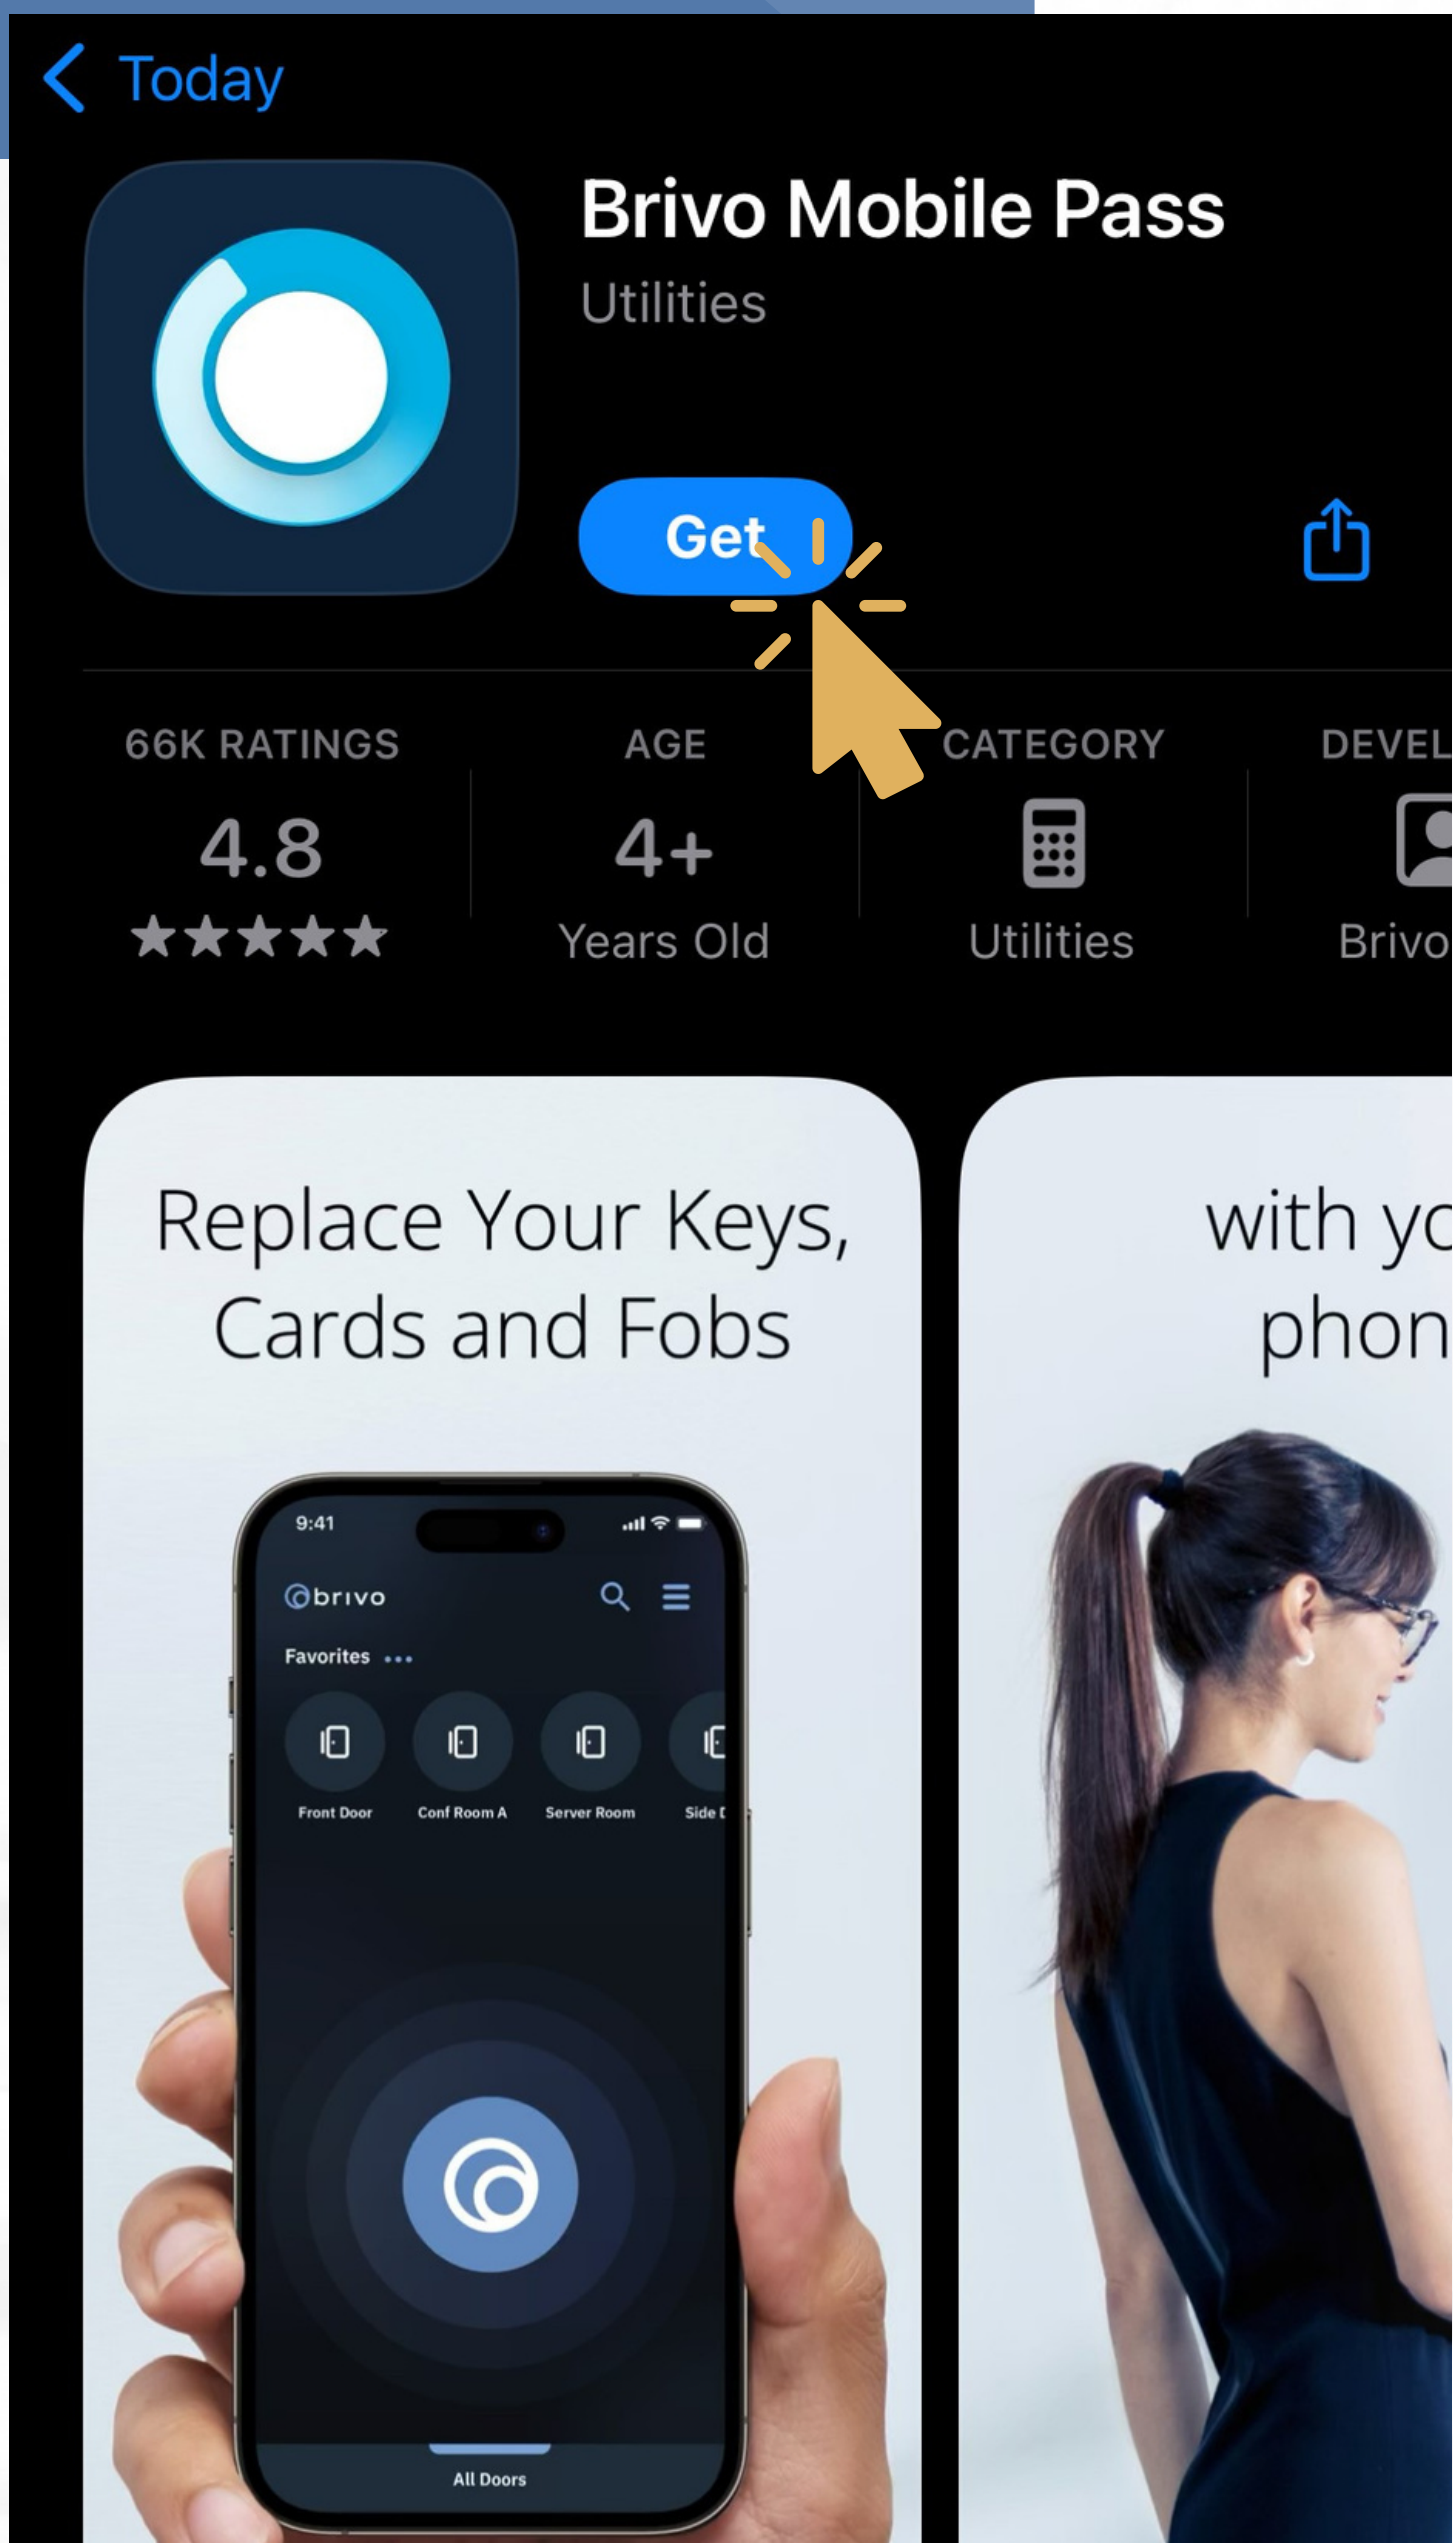 Today
Brivo Mobile Pass
Utilities
Get
66K RATINGS
4.8
AGE
4+
Years Old
CATEGORY
Utilities
DEVEL
Brivo
Replace Your Keys,
Cards and Fobs
9:41
brivo
Favorites
Front Door
Conf Room A
Server Room
Side
All Doors
with yo
phon